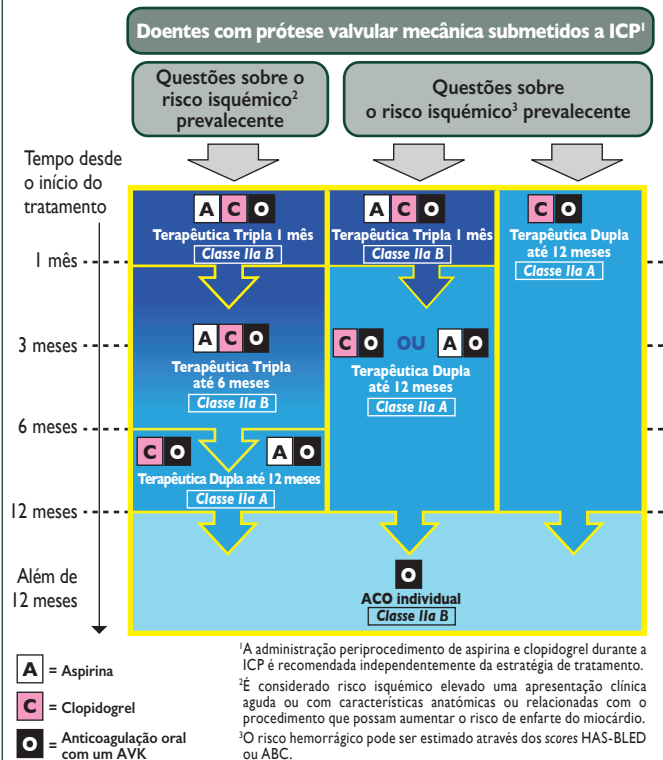 Doentes com prótese valvular mecânica submetidos a ICP¹
Questões sobre o
risco isquémico²
prevalecente
Questões sobre
o risco isquémico³ prevalecente
Tempo desde
o início do
tratamento
A C O
Terapêutica Tripla 1 mês
Classe IIa B
A C O
Terapêutica Tripla 1 mês
Classe IIa B
C O
Terapêutica Dupla
até 12 meses
Classe IIa A
1 mês
3 meses
A C O
Terapêutica Tripla
até 6 meses
Classe IIa B
C O OU A O
Terapêutica Dupla
até 12 meses
Classe IIa A
6 meses
C O A O
Terapêutica Dupla até 12 meses
Classe IIa A
12 meses
Além de
12 meses
O
ACO individual
Classe IIa B
A = Aspirina
C = Clopidogrel
O = Anticoagulação oral
com um AVK
¹A administração periprocedimento de aspirina e clopidogrel durante a
ICP é recomendada independentemente da estratégia de tratamento.
²É considerado risco isquémico elevado uma apresentação clínica
aguda ou com características anatómicas ou relacionadas com o
procedimento que possam aumentar o risco de enfarte do miocárdio.
³O risco hemorrágico pode ser estimado através dos scores HAS-BLED
ou ABC.